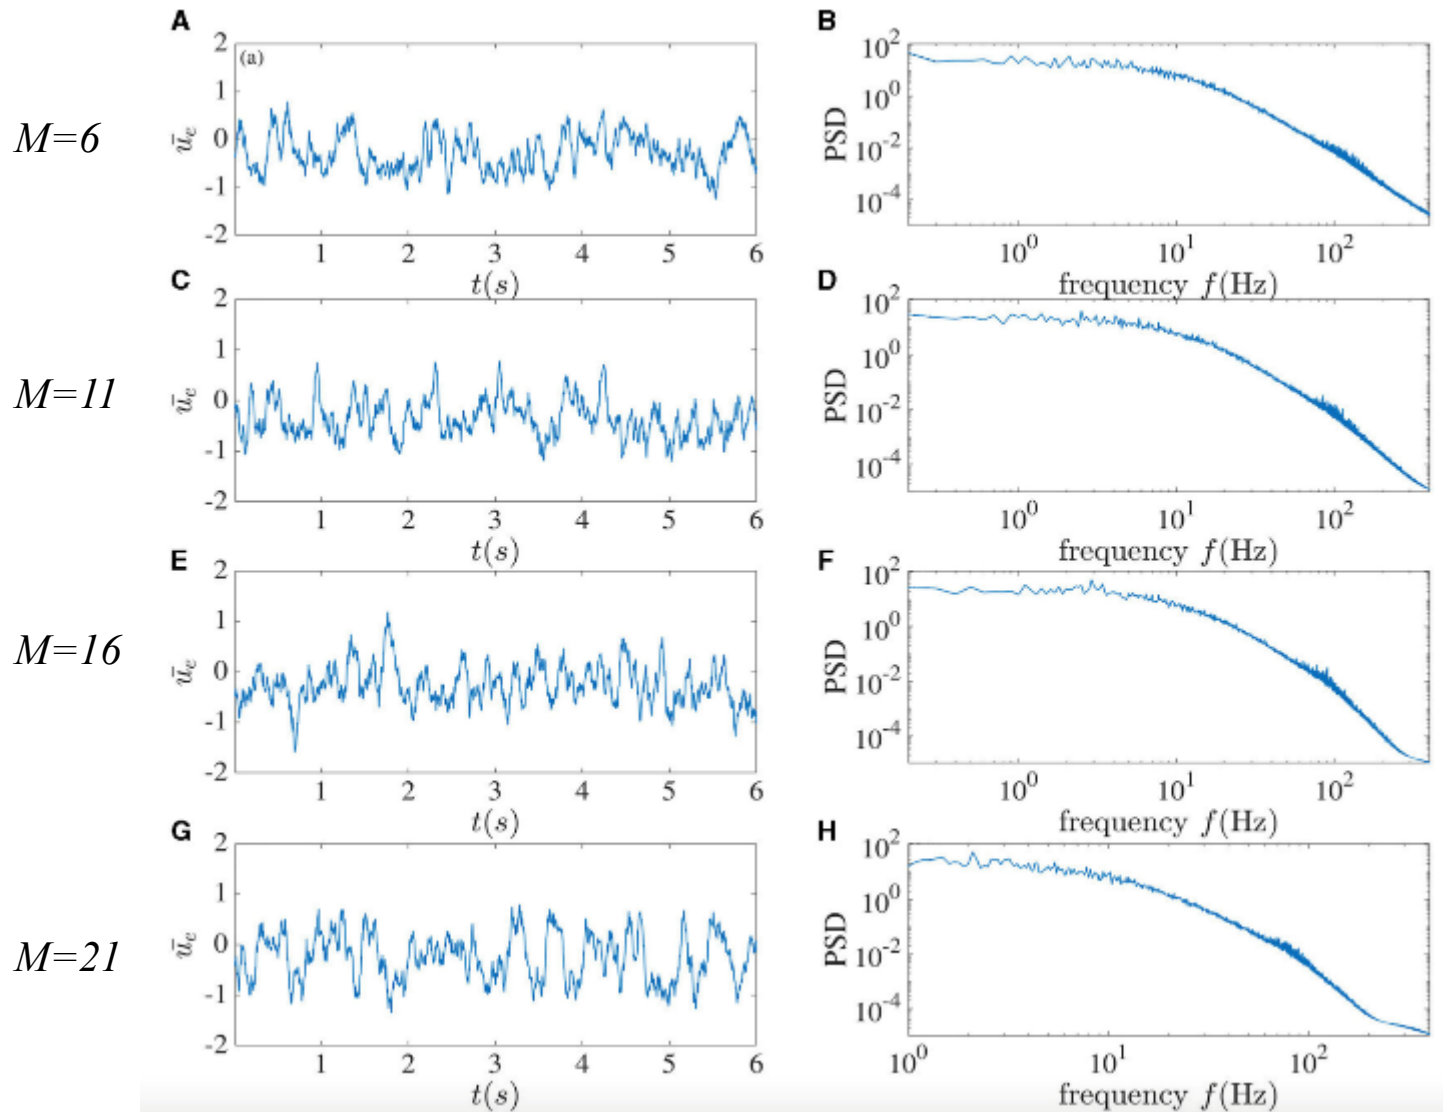 A
B
M=6
(a)
2
1
0
-1
-2
ū_e
1 2 3 4 5 6
t(s)
10^2
10^0
10^-2
10^-4
PSD
10^0 10^1 10^2
frequency f(Hz)
C
D
M=11
2
1
0
-1
-2
ū_e
1 2 3 4 5 6
t(s)
10^2
10^0
10^-2
10^-4
PSD
10^0 10^1 10^2
frequency f(Hz)
E
F
M=16
2
1
0
-1
-2
ū_e
1 2 3 4 5 6
t(s)
10^2
10^0
10^-2
10^-4
PSD
10^0 10^1 10^2
frequency f(Hz)
G
H
M=21
2
1
0
-1
-2
ū_e
1 2 3 4 5 6
t(s)
10^2
10^0
10^-2
10^-4
PSD
10^0 10^1 10^2
frequency f(Hz)